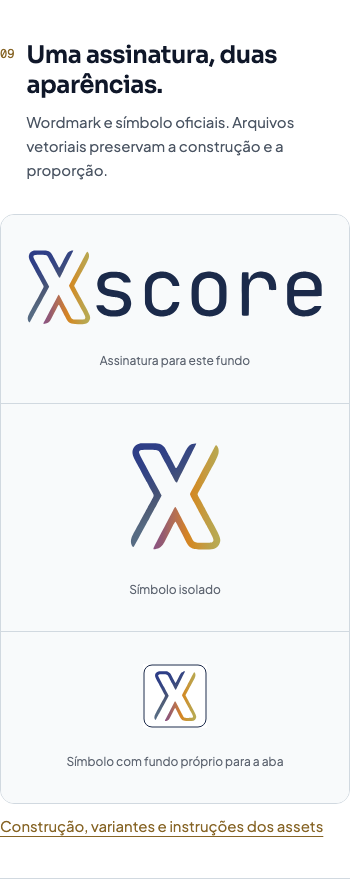 09
Uma assinatura, duas
aparências.
Wordmark e símbolo oficiais. Arquivos
vetoriais preservam a construção e a
proporção.
Xscore
Assinatura para este fundo
X
Símbolo isolado
X
Símbolo com fundo próprio para a aba
Construção, variantes e instruções dos assets